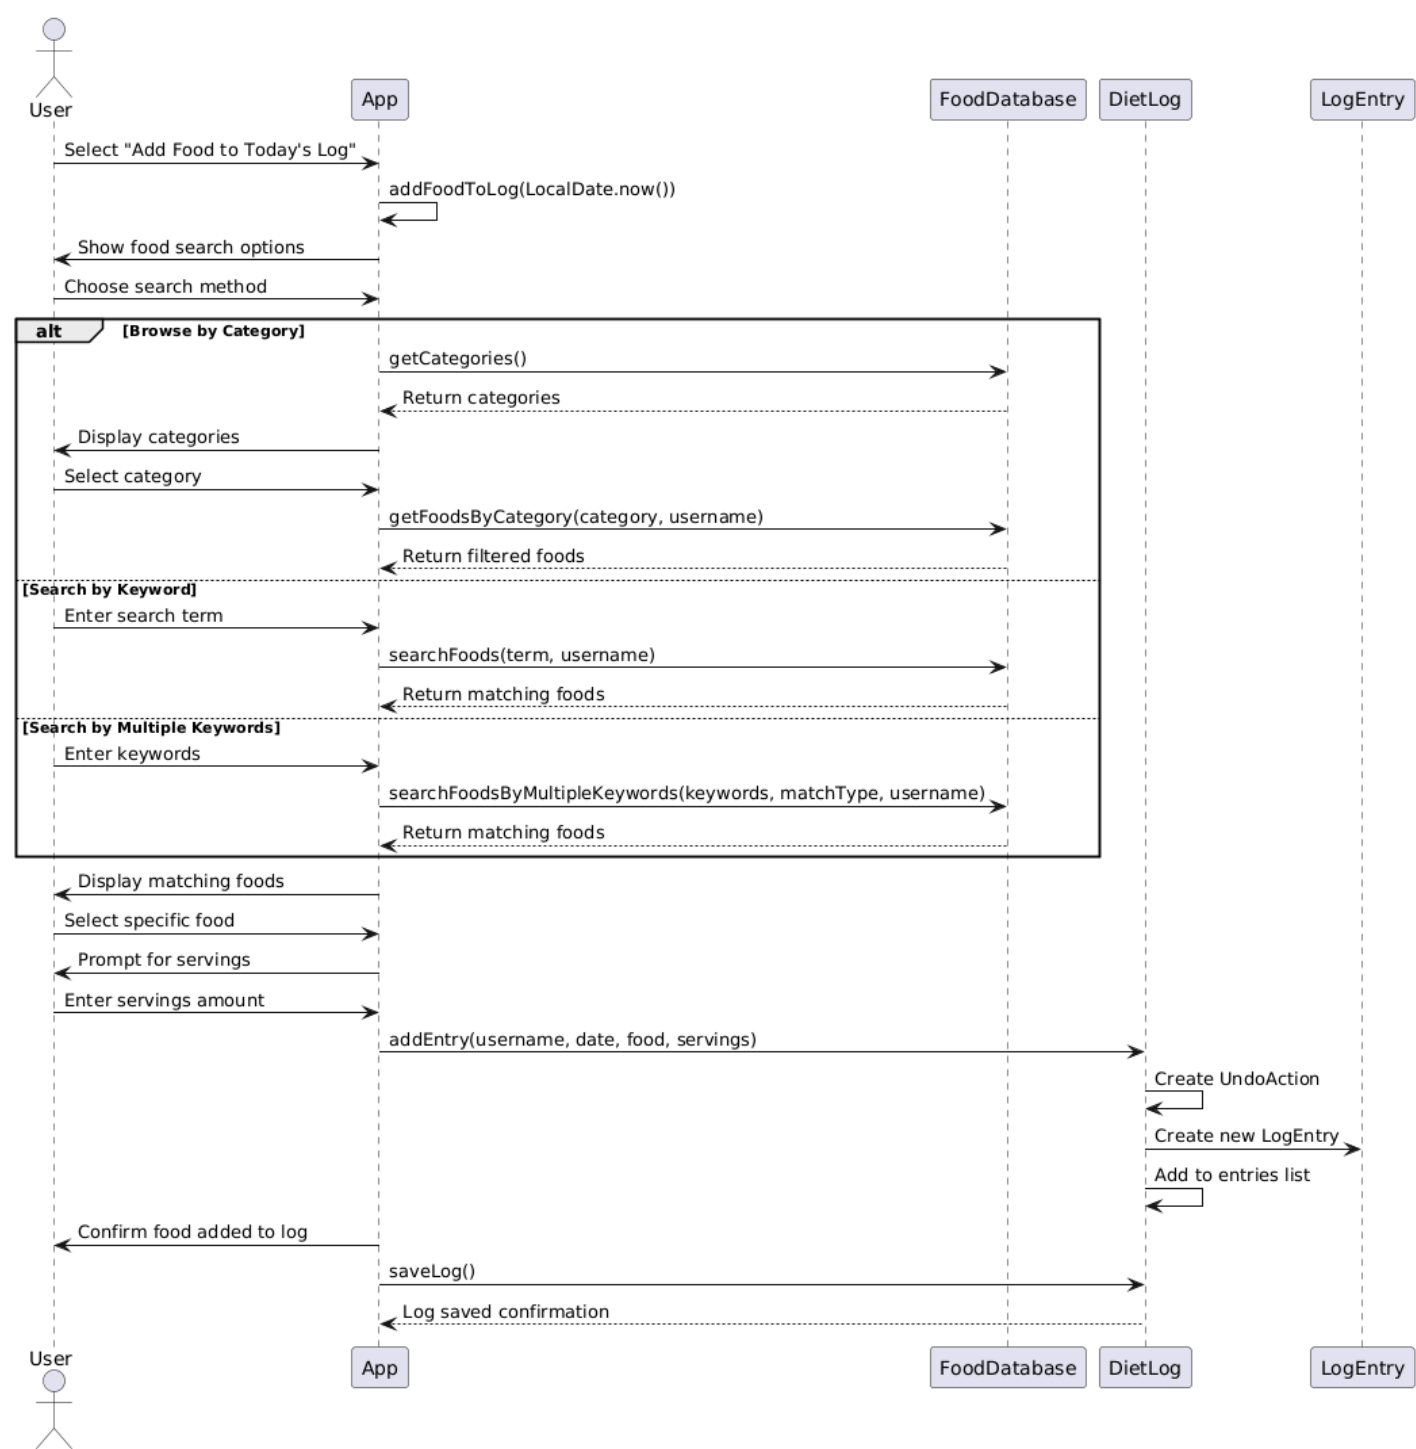 User
App
FoodDatabase
DietLog
LogEntry
Select "Add Food to Today's Log"
addFoodToLog(LocalDate.now())
Show food search options
Choose search method
alt [Browse by Category]
getCategories()
Return categories
Display categories
Select category
getFoodsByCategory(category, username)
Return filtered foods
[Search by Keyword]
Enter search term
searchFoods(term, username)
Return matching foods
[Search by Multiple Keywords]
Enter keywords
searchFoodsByMultipleKeywords(keywords, matchType, username)
Return matching foods
Display matching foods
Select specific food
Prompt for servings
Enter servings amount
addEntry(username, date, food, servings)
Create UndoAction
Create new LogEntry
Add to entries list
Confirm food added to log
saveLog()
Log saved confirmation
User
App
FoodDatabase
DietLog
LogEntry